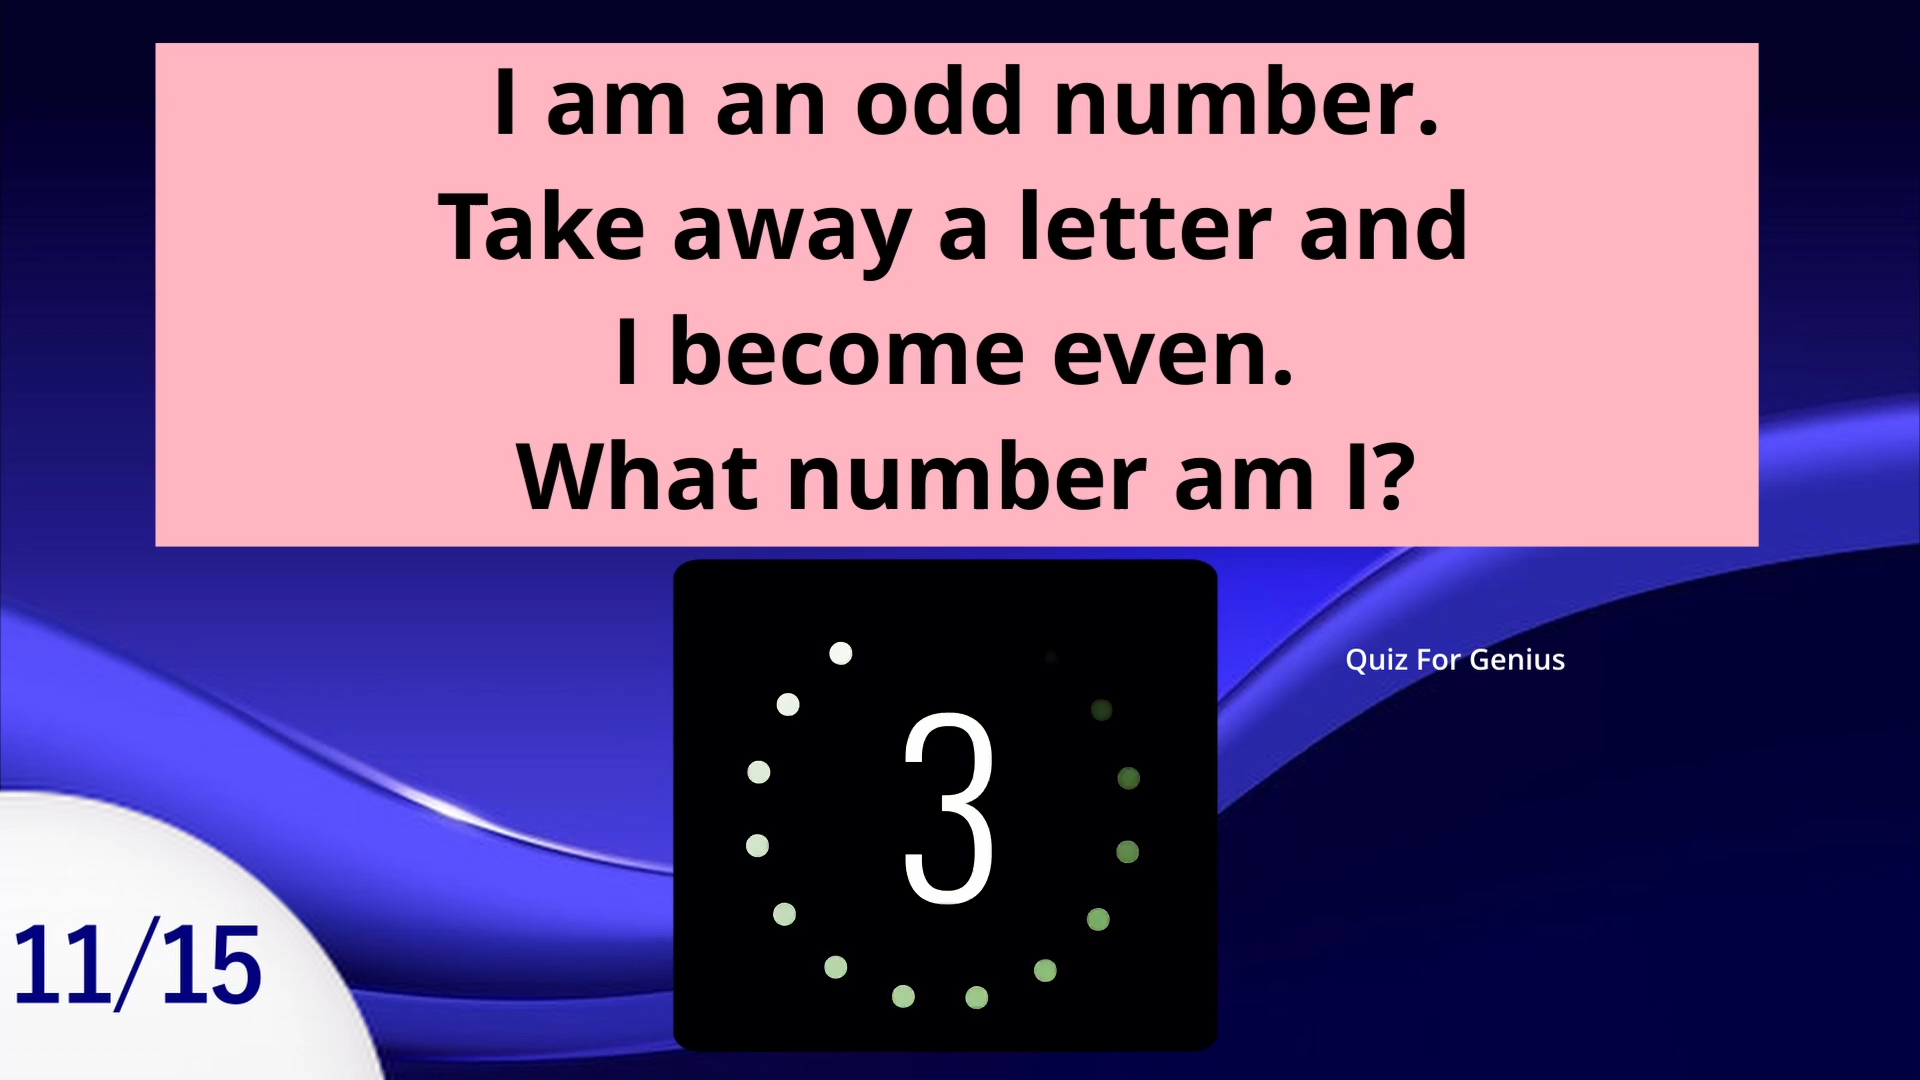 I am an odd number.
Take away a letter and
I become even.
What number am I?
3
Quiz For Genius
11/15